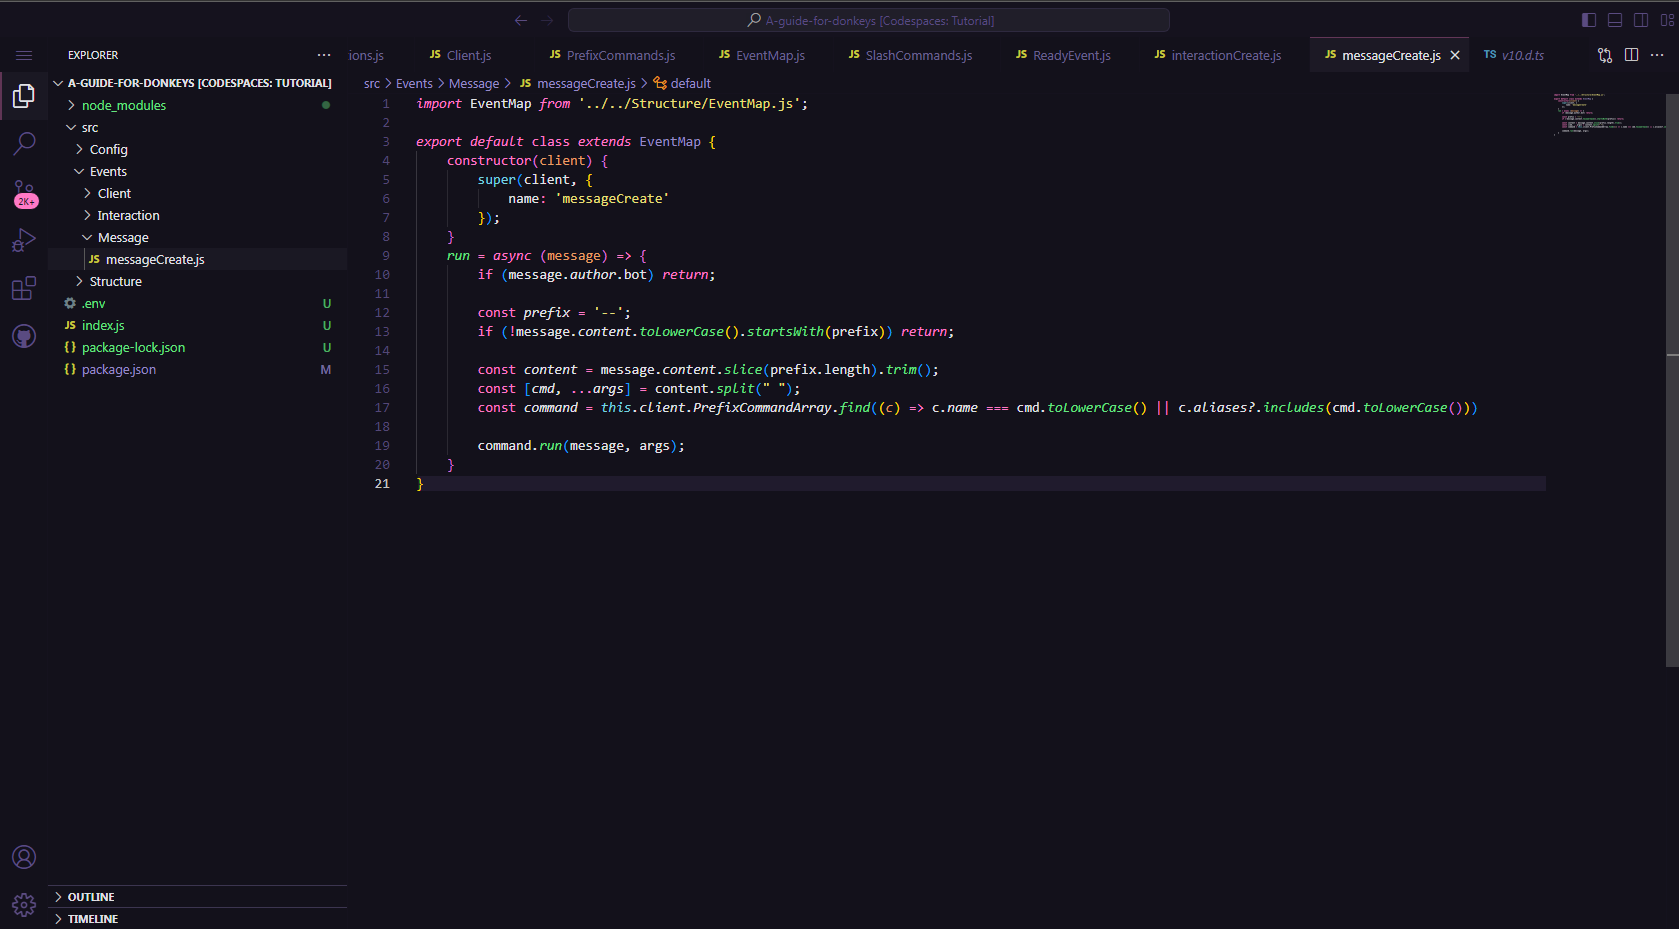 A-guide-for-donkeys [Codespaces: Tutorial]
EXPLORER
tions.js
JS Client.js
JS PrefixCommands.js
JS EventMap.js
JS SlashCommands.js
JS ReadyEvent.js
JS interactionCreate.js
JS messageCreate.js
TS v10.d.ts
A-GUIDE-FOR-DONKEYS [CODESPACES: TUTORIAL]
node_modules
src
Config
Events
Client
Interaction
Message
JS messageCreate.js
Structure
.env U
JS index.js U
{} package-lock.json U
{} package.json M
2K+
OUTLINE
TIMELINE
src > Events > Message > JS messageCreate.js > default
1 import EventMap from '../../Structure/EventMap.js';
2
3 export default class extends EventMap {
4 constructor(client) {
5 super(client, {
6 name: 'messageCreate'
7 });
8 }
9 run = async (message) => {
10 if (message.author.bot) return;
11
12 const prefix = '--';
13 if (!message.content.toLowerCase().startsWith(prefix)) return;
14
15 const content = message.content.slice(prefix.length).trim();
16 const [cmd, ...args] = content.split(" ");
17 const command = this.client.PrefixCommandArray.find((c) => c.name === cmd.toLowerCase() || c.aliases?.includes(cmd.toLowerCase()))
18
19 command.run(message, args);
20 }
21 }